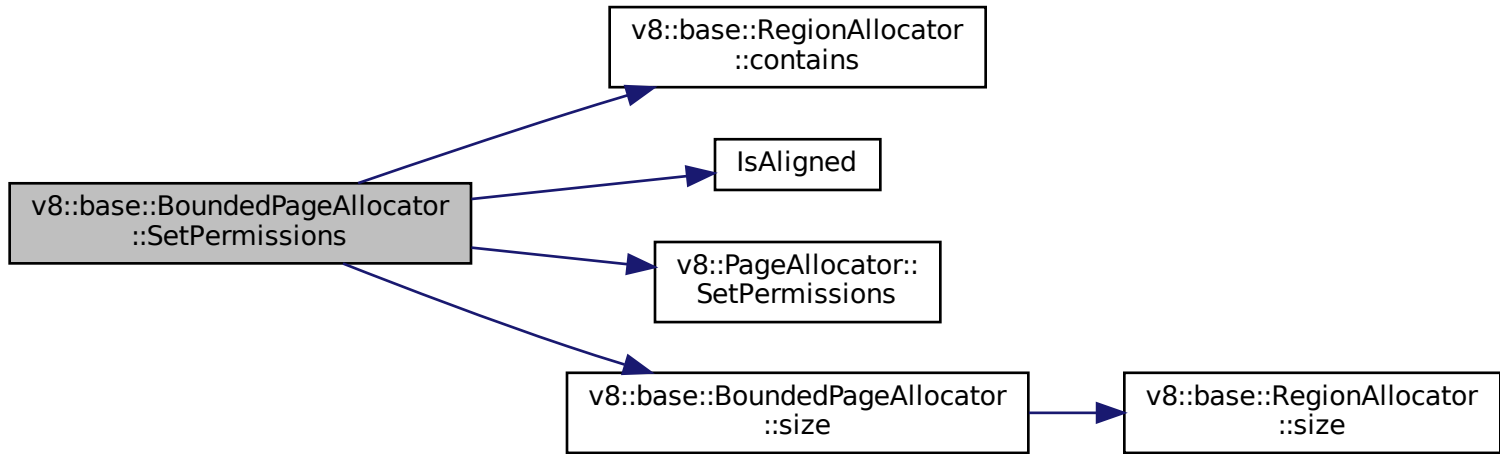 v8::base::RegionAllocator
::contains
IsAligned
v8::base::BoundedPageAllocator
::SetPermissions
v8::PageAllocator::
SetPermissions
v8::base::BoundedPageAllocator
::size
v8::base::RegionAllocator
::size